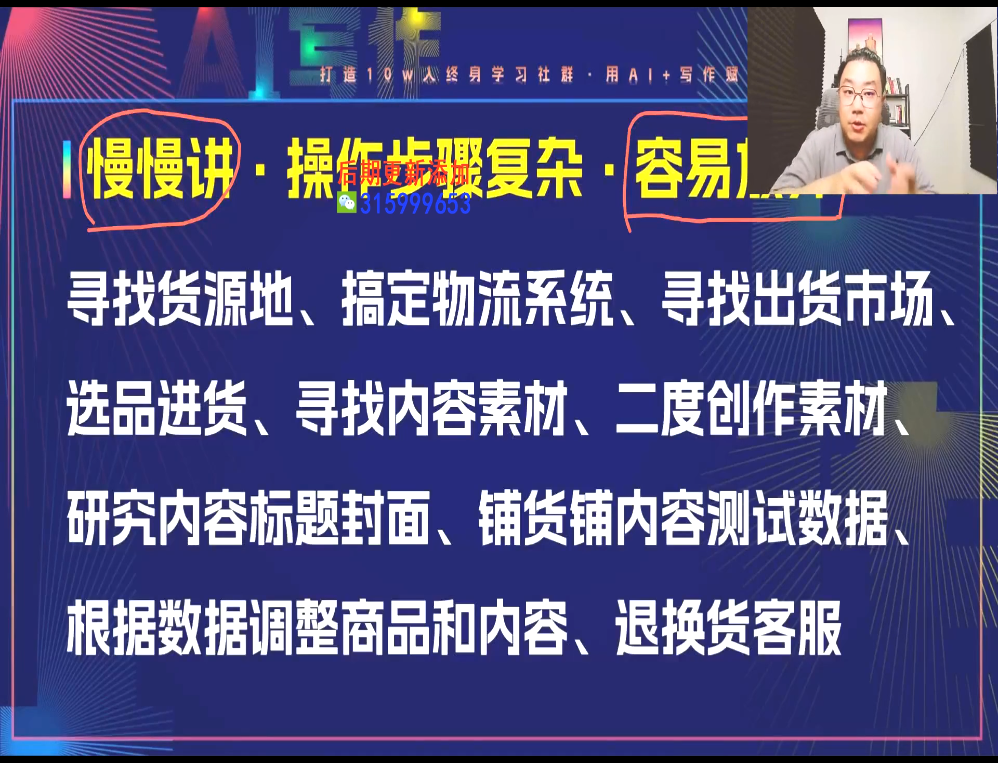 AI写作
打造10w人终身学习社群·用AI+写作赋
慢慢讲·操作步骤复杂·容易
后期更新添加
315999653
寻找货源地、搞定物流系统、寻找出货市场、
选品进货、寻找内容素材、二度创作素材、
研究内容标题封面、铺货铺内容测试数据、
根据数据调整商品和内容、退换货客服